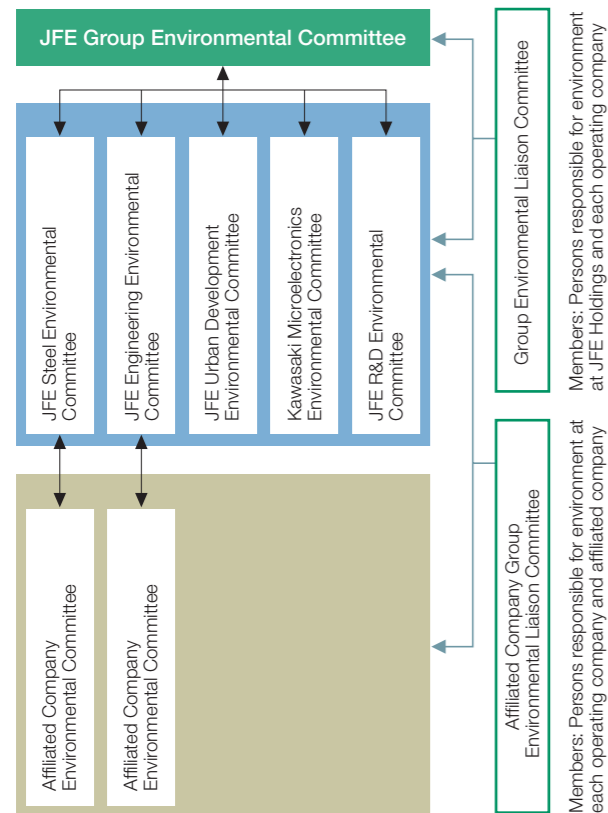 JFE Group Environmental Committee
JFE Steel Environmental
Committee
JFE Engineering Environmental
Committee
JFE Urban Development
Environmental Committee
Kawasaki Microelectronics
Environmental Committee
JFE R&D Environmental
Committee
Affiliated Company
Environmental Committee
Affiliated Company
Environmental Committee
Group Environmental Liaison Committee
Members: Persons responsible for environment
at JFE Holdings and each operating company
Affiliated Company Group
Environmental Liaison Committee
Members: Persons responsible for environment at
each operating company and affiliated company